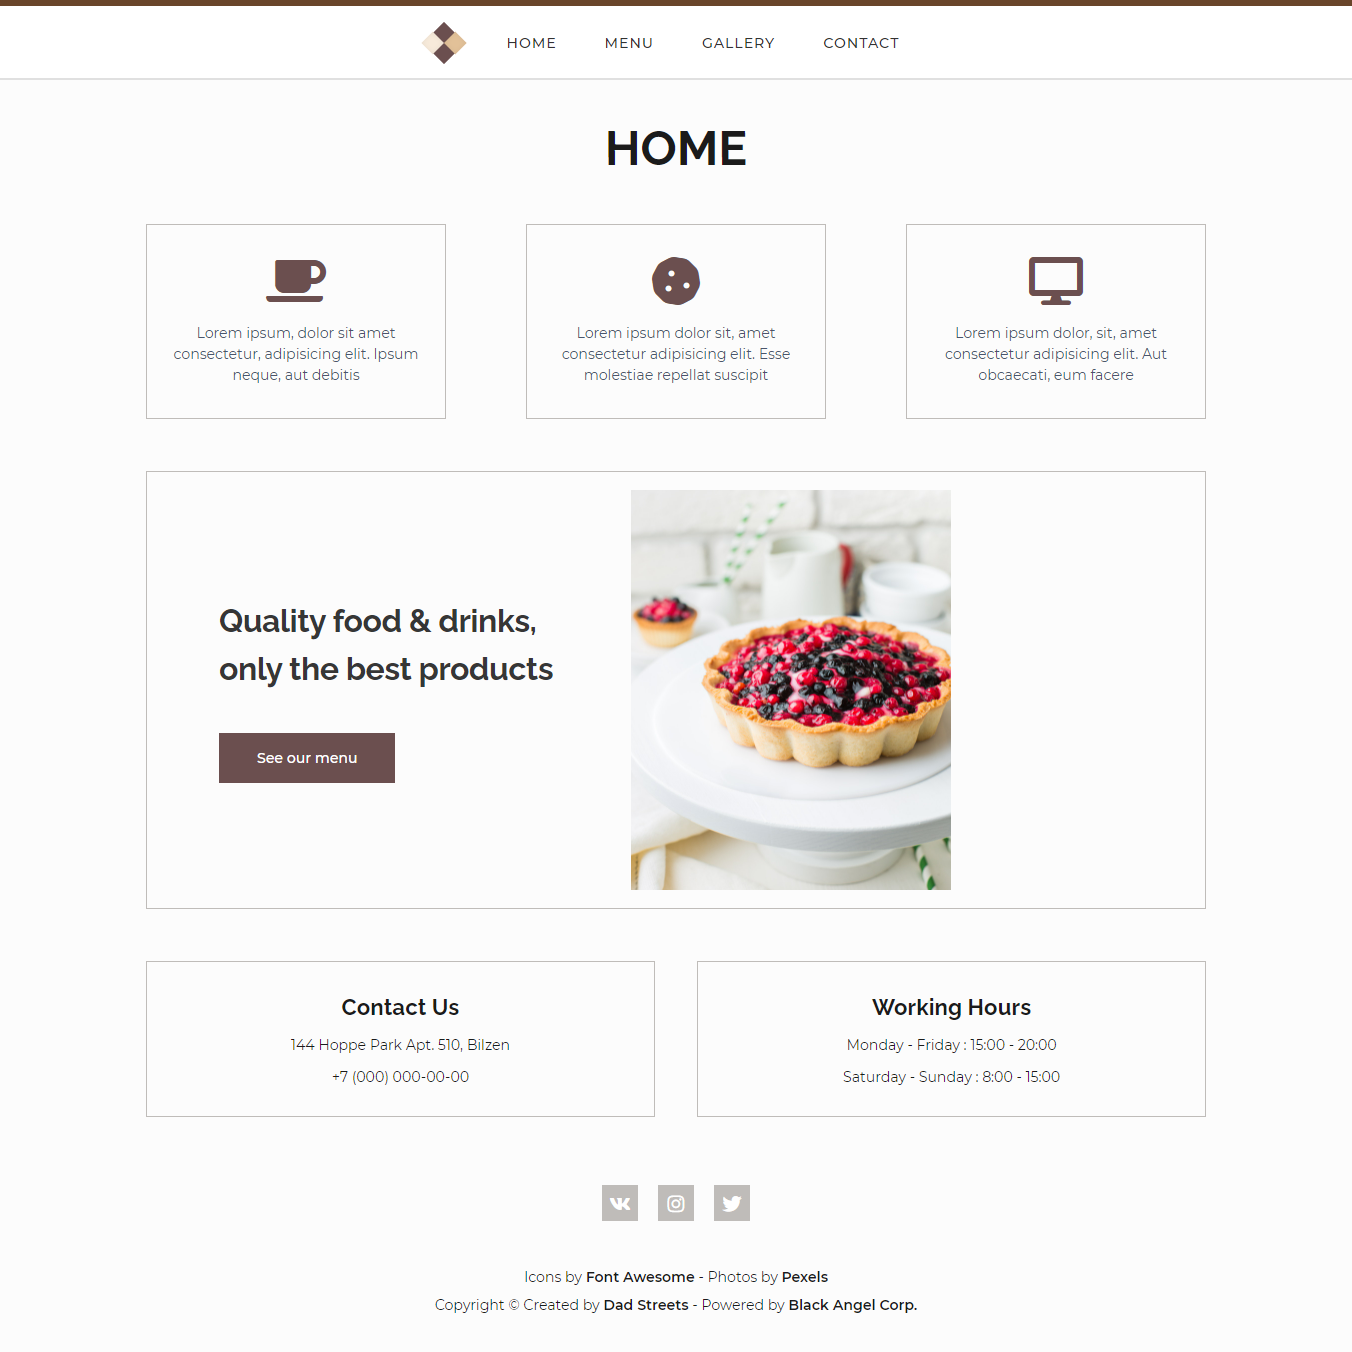 HOME MENU GALLERY CONTACT
HOME
Lorem ipsum, dolor sit amet
consectetur, adipisicing elit. Ipsum
neque, aut debitis
Lorem ipsum dolor sit, amet
consectetur adipisicing elit. Esse
molestiae repellat suscipit
Lorem ipsum dolor, sit, amet
consectetur adipisicing elit. Aut
obcaecati, eum facere
Quality food & drinks,
only the best products
See our menu
Contact Us
144 Hoppe Park Apt. 510, Bilzen
+7 (000) 000-00-00
Working Hours
Monday - Friday : 15:00 - 20:00
Saturday - Sunday : 8:00 - 15:00
Icons by Font Awesome - Photos by Pexels
Copyright © Created by Dad Streets - Powered by Black Angel Corp.